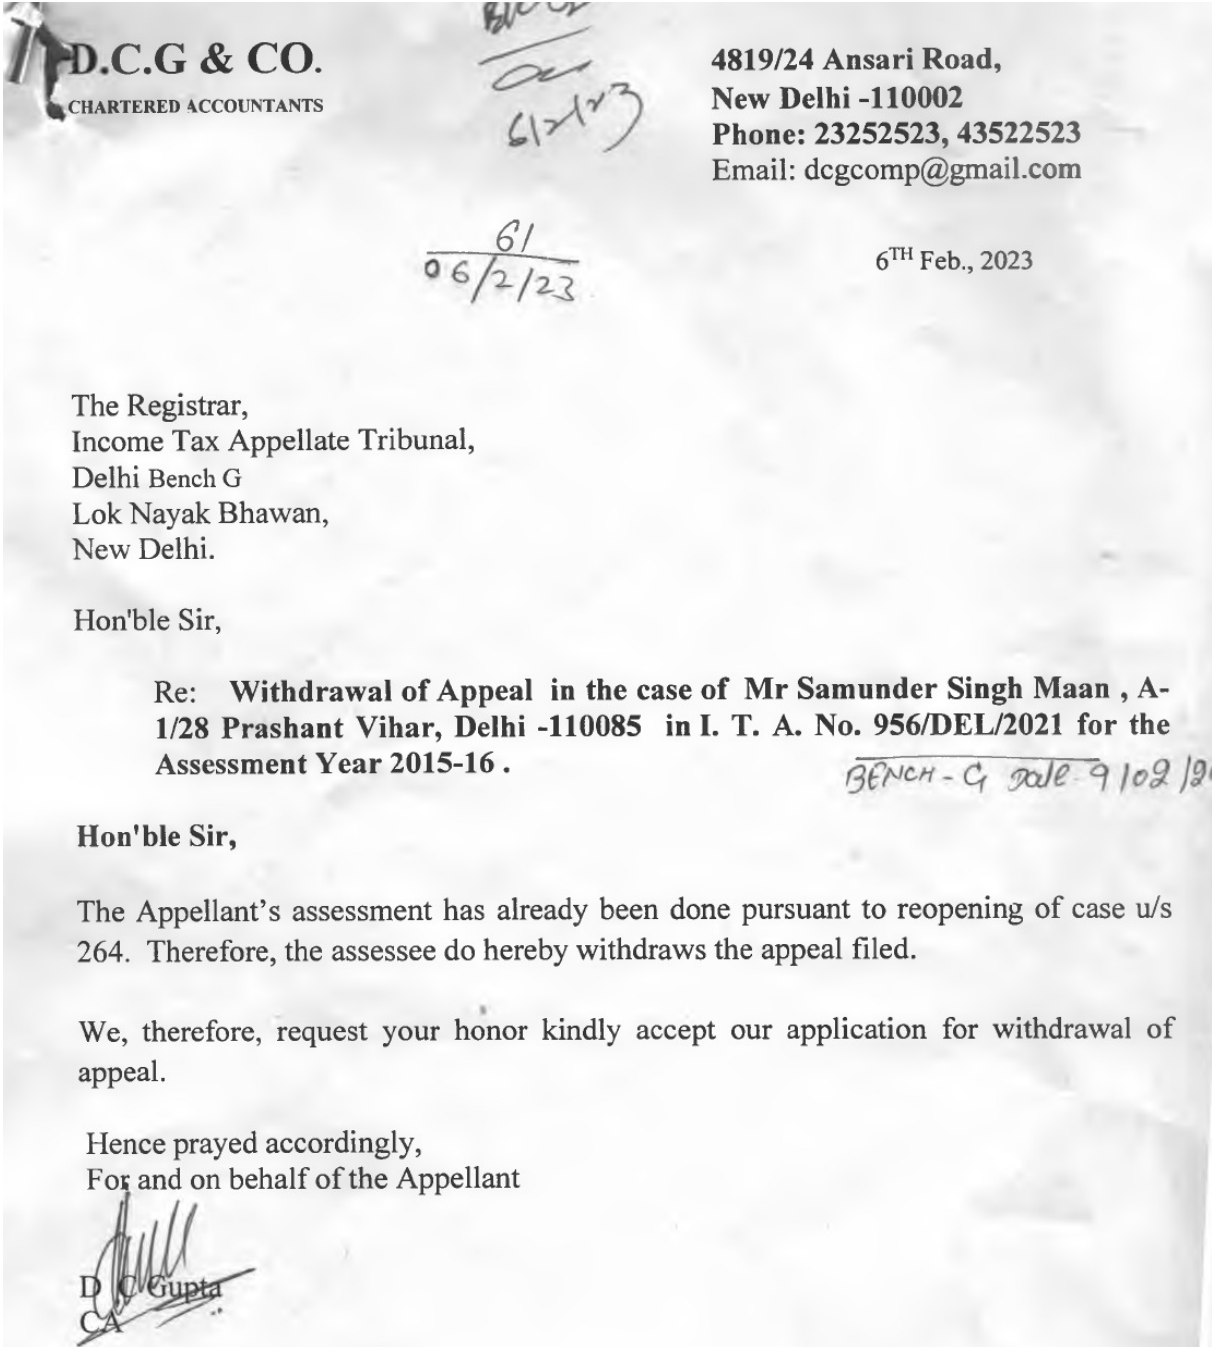 D.C.G & CO.
CHARTERED ACCOUNTANTS
6/2/23
4819/24 Ansari Road,
New Delhi -110002
Phone: 23252523, 43522523
Email: dcgcomp@gmail.com
61
06/2/23
6TH Feb., 2023
The Registrar,
Income Tax Appellate Tribunal,
Delhi Bench G
Lok Nayak Bhawan,
New Delhi.
Hon'ble Sir,
Re: Withdrawal of Appeal in the case of Mr Samunder Singh Maan , A-
1/28 Prashant Vihar, Delhi -110085 in I. T. A. No. 956/DEL/2021 for the
Assessment Year 2015-16 .
BENCH - G Date 9/02/2
Hon'ble Sir,
The Appellant's assessment has already been done pursuant to reopening of case u/s
264. Therefore, the assessee do hereby withdraws the appeal filed.
We, therefore, request your honor kindly accept our application for withdrawal of
appeal.
Hence prayed accordingly,
For and on behalf of the Appellant
D C Gupta
CA